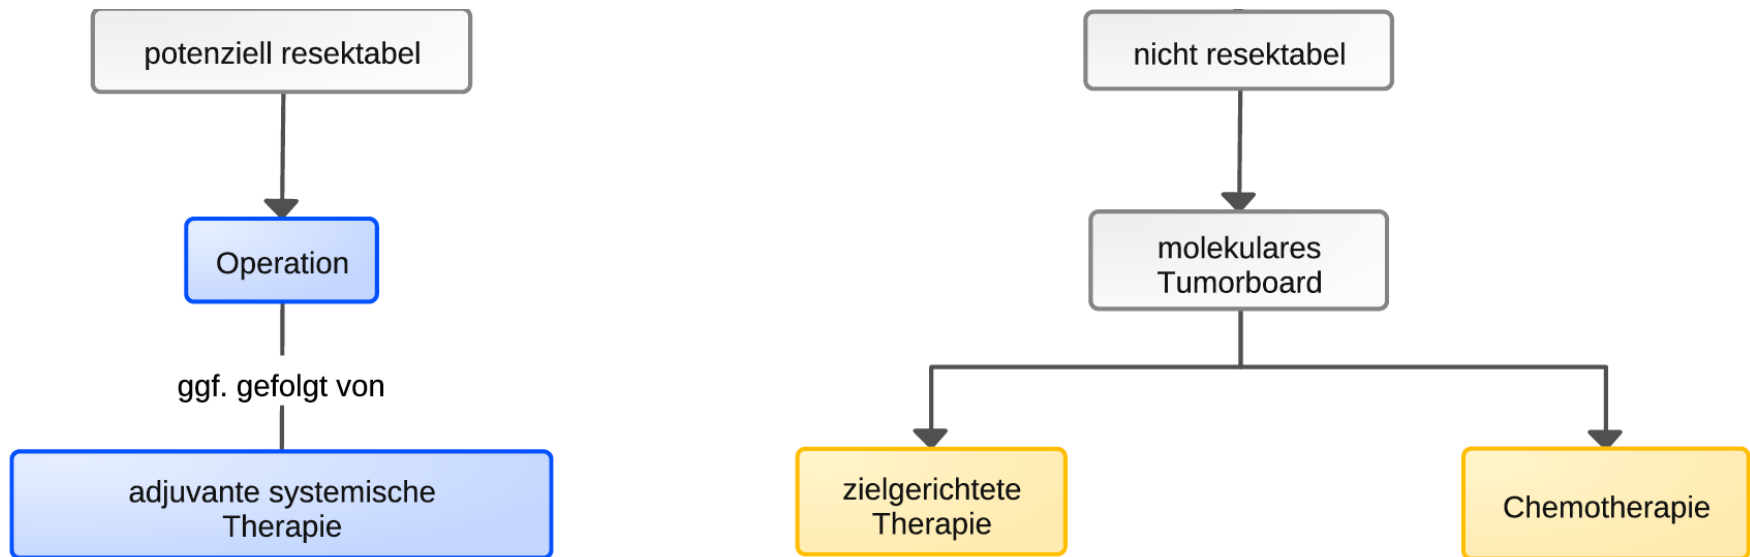 potenziell resektabel
nicht resektabel
Operation
molekulares
Tumorboard
ggf. gefolgt von
adjuvante systemische
Therapie
zielgerichtete
Therapie
Chemotherapie